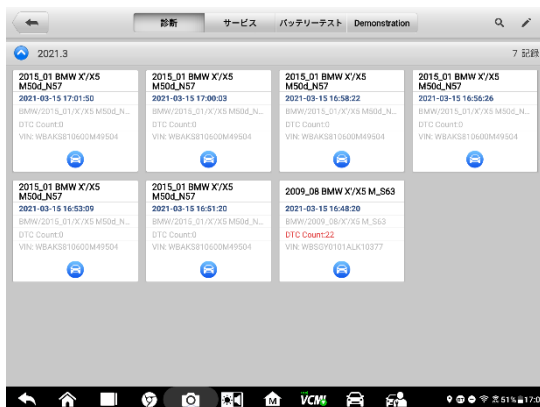 診断 サービス バッテリーテスト Demonstration
2021.3 7 記録
2015_01 BMW X'/X5 M50d_N57
2021-03-15 17:01:50
BMW/2015_01/X'/X5 M50d_N...
DTC Count:0
VIN: WBAKS810600M49504
2015_01 BMW X'/X5 M50d_N57
2021-03-15 17:00:03
BMW/2015_01/X'/X5 M50d_N...
DTC Count:0
VIN: WBAKS810600M49504
2015_01 BMW X'/X5 M50d_N57
2021-03-15 16:58:22
BMW/2015_01/X'/X5 M50d_N...
DTC Count:0
VIN: WBAKS810600M49504
2015_01 BMW X'/X5 M50d_N57
2021-03-15 16:56:26
BMW/2015_01/X'/X5 M50d_N...
DTC Count:0
VIN: WBAKS810600M49504
2015_01 BMW X'/X5 M50d_N57
2021-03-15 16:53:09
BMW/2015_01/X'/X5 M50d_N...
DTC Count:0
VIN: WBAKS810600M49504
2015_01 BMW X'/X5 M50d_N57
2021-03-15 16:51:20
BMW/2015_01/X'/X5 M50d_N...
DTC Count:0
VIN: WBAKS810600M49504
2009_08 BMW X'/X5 M_S63
2021-03-15 16:48:20
BMW/2009_08/X'/X5 M_S63
DTC Count:22
VIN: WBSGY0101ALK10377
M VCMI 51% 17:0